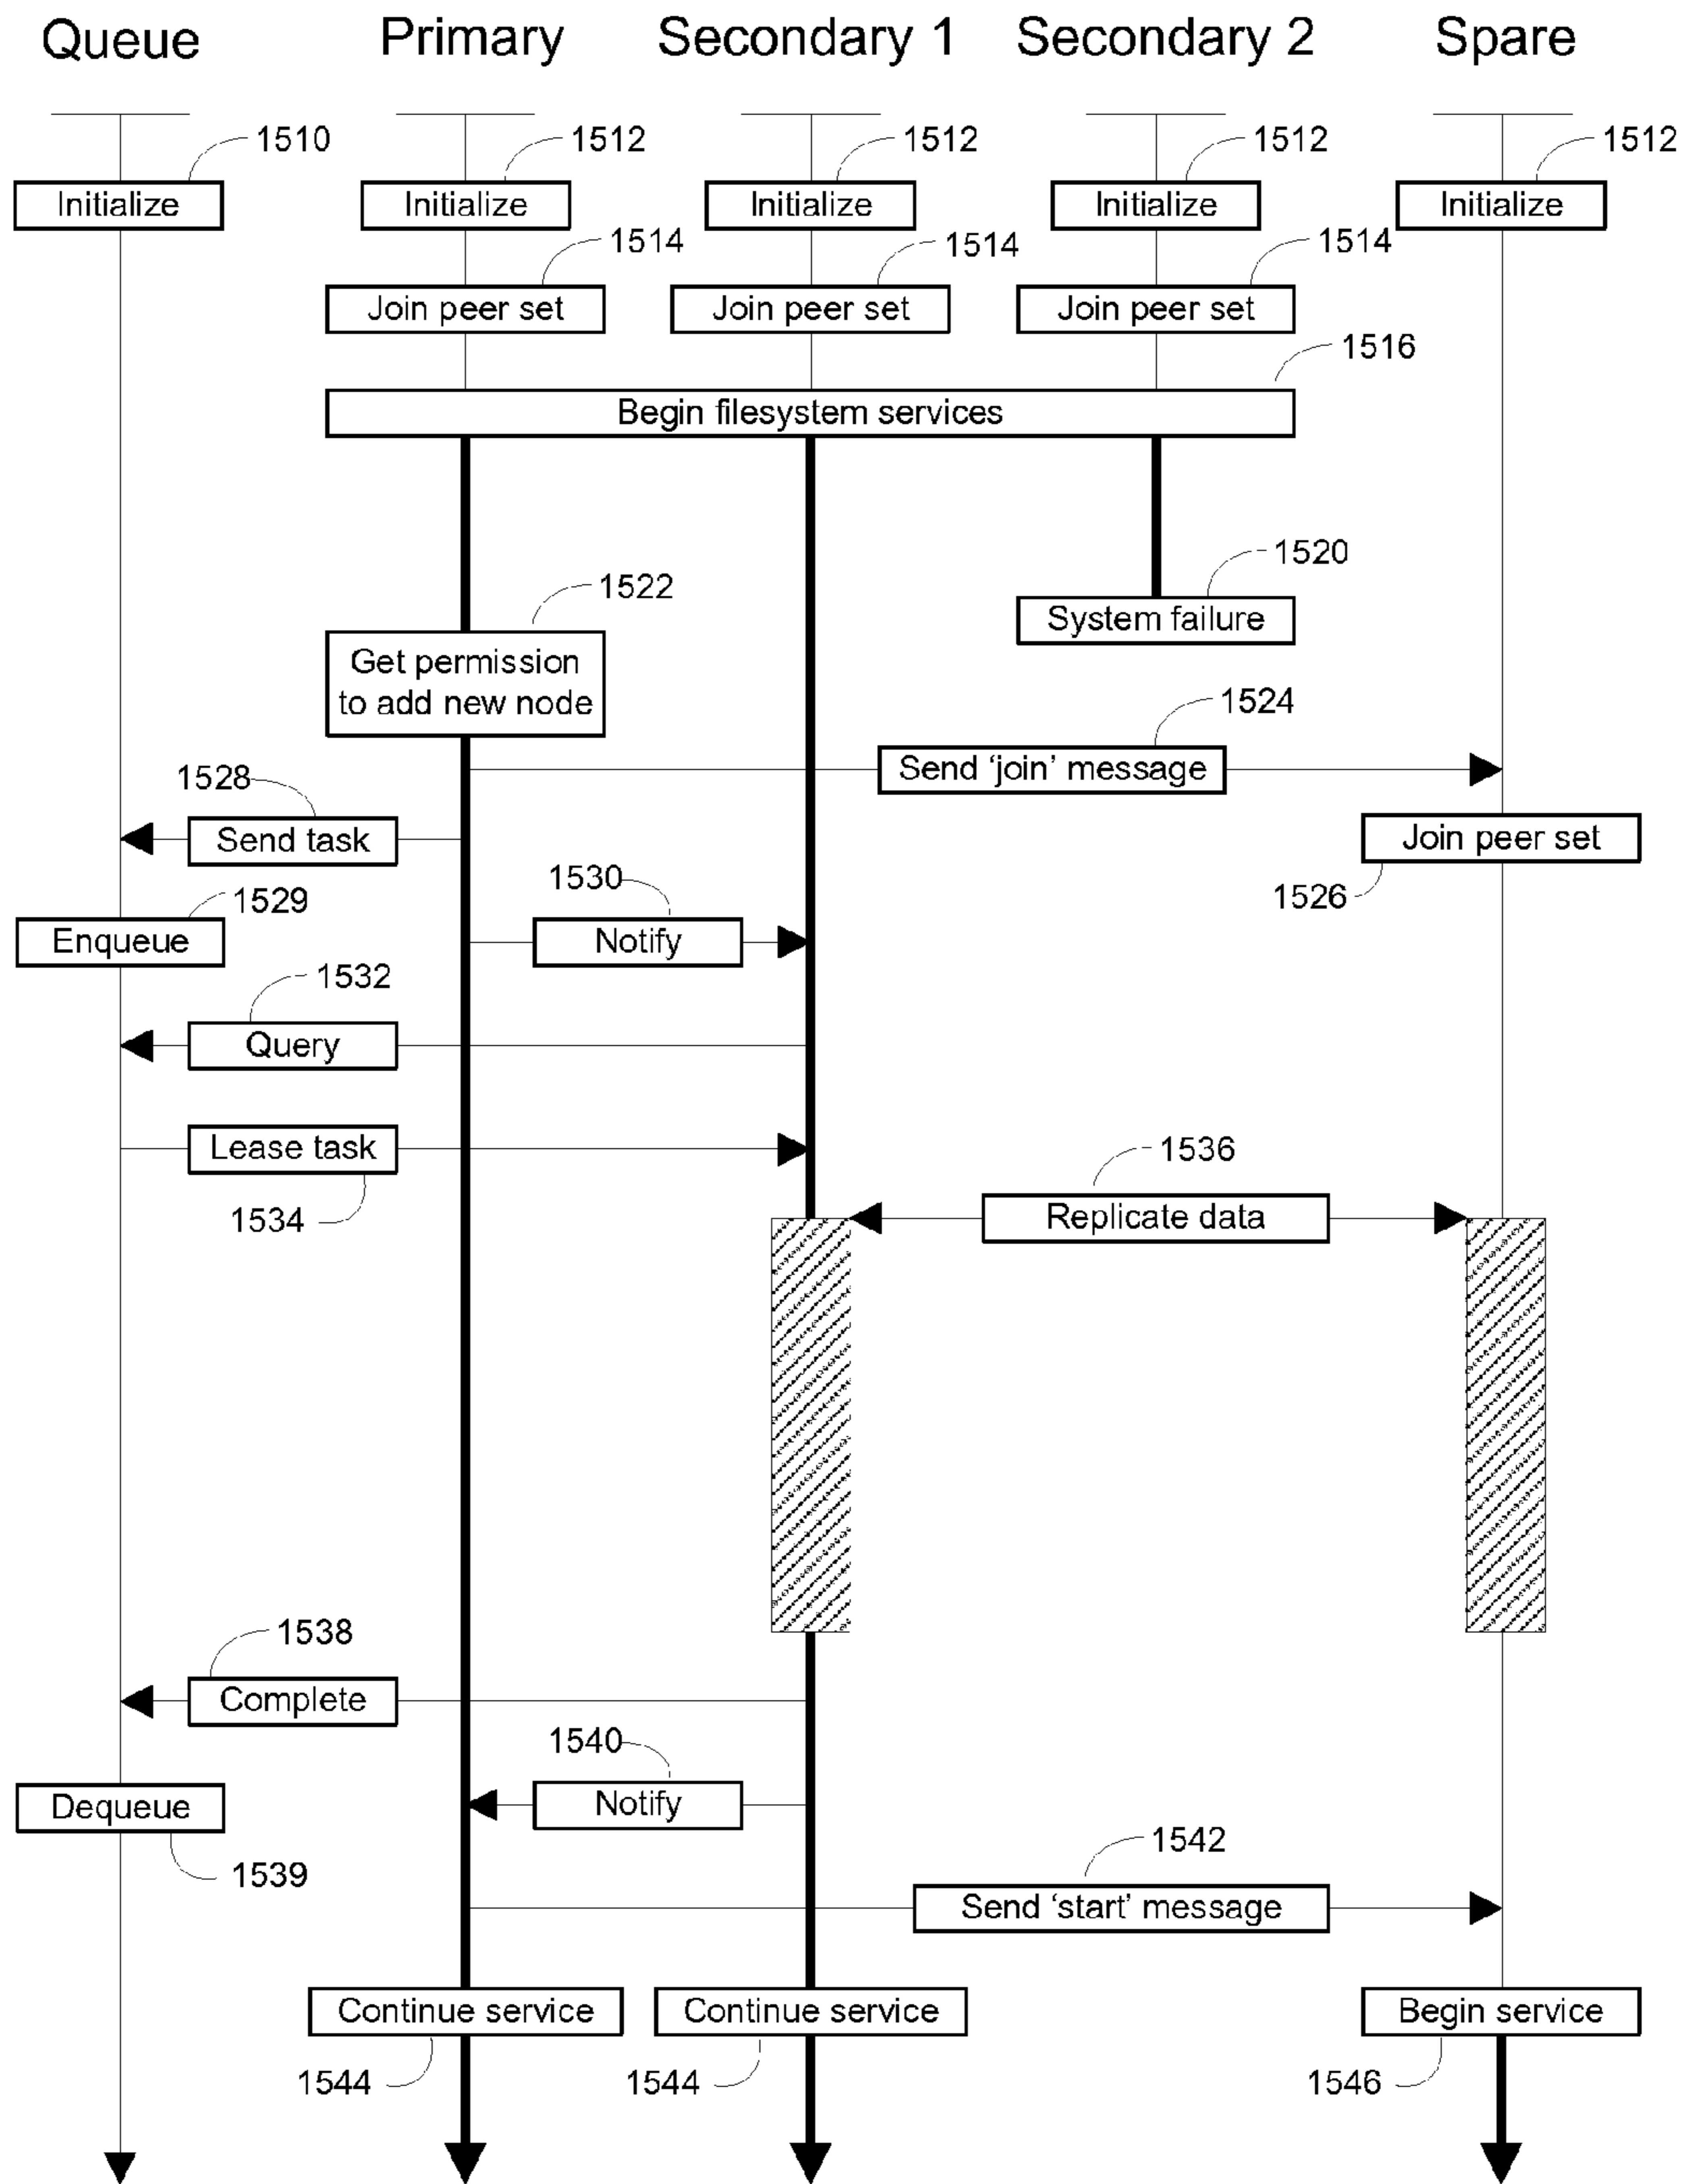 Queue Primary Secondary 1 Secondary 2 Spare
1510 1512 1512 1512 1512
Initialize Initialize Initialize Initialize Initialize
1514 1514 1514
Join peer set Join peer set Join peer set
1516
Begin filesystem services
1520
1522
System failure
Get permission
to add new node
1524
Send ‘join’ message
1528
Send task Join peer set
1530 1526
1529
Enqueue Notify
1532
Query
Lease task 1536
1534 Replicate data
1538
Complete
1540
Dequeue Notify
1542
1539
Send ‘start’ message
Continue service Continue service Begin service
1544 1544 1546